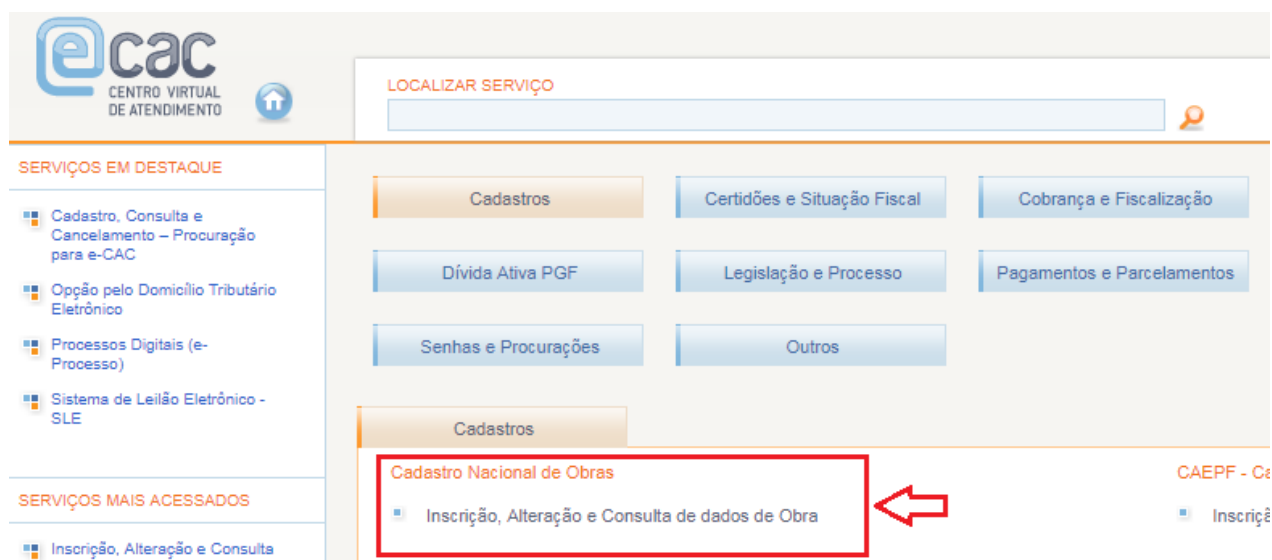 ecac
CENTRO VIRTUAL
DE ATENDIMENTO
LOCALIZAR SERVIÇO
SERVIÇOS EM DESTAQUE
Cadastro, Consulta e
Cancelamento – Procuração
para e-CAC
Opção pelo Domicílio Tributário
Eletrônico
Processos Digitais (e-
Processo)
Sistema de Leilão Eletrônico -
SLE
SERVIÇOS MAIS ACESSADOS
Inscrição, Alteração e Consulta
Cadastros
Certidões e Situação Fiscal
Cobrança e Fiscalização
Dívida Ativa PGF
Legislação e Processo
Pagamentos e Parcelamentos
Senhas e Procurações
Outros
Cadastros
Cadastro Nacional de Obras
Inscrição, Alteração e Consulta de dados de Obra
CAEPF -